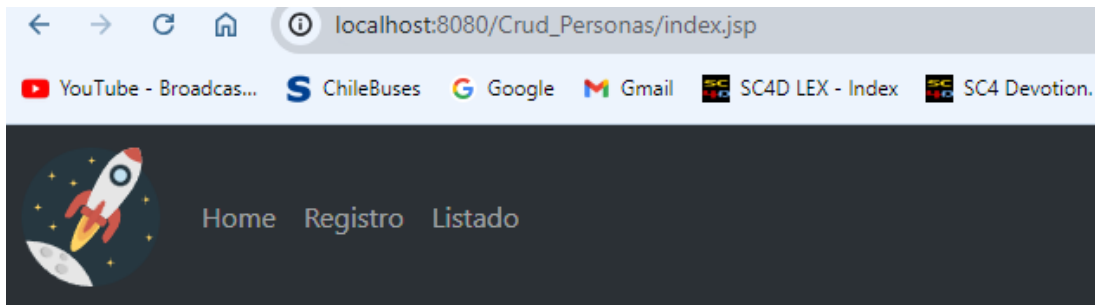 localhost:8080/Crud_Personas/index.jsp
YouTube - Broadcas... ChileBuses Google Gmail SC4D LEX - Index SC4 Devotion.
Home Registro Listado